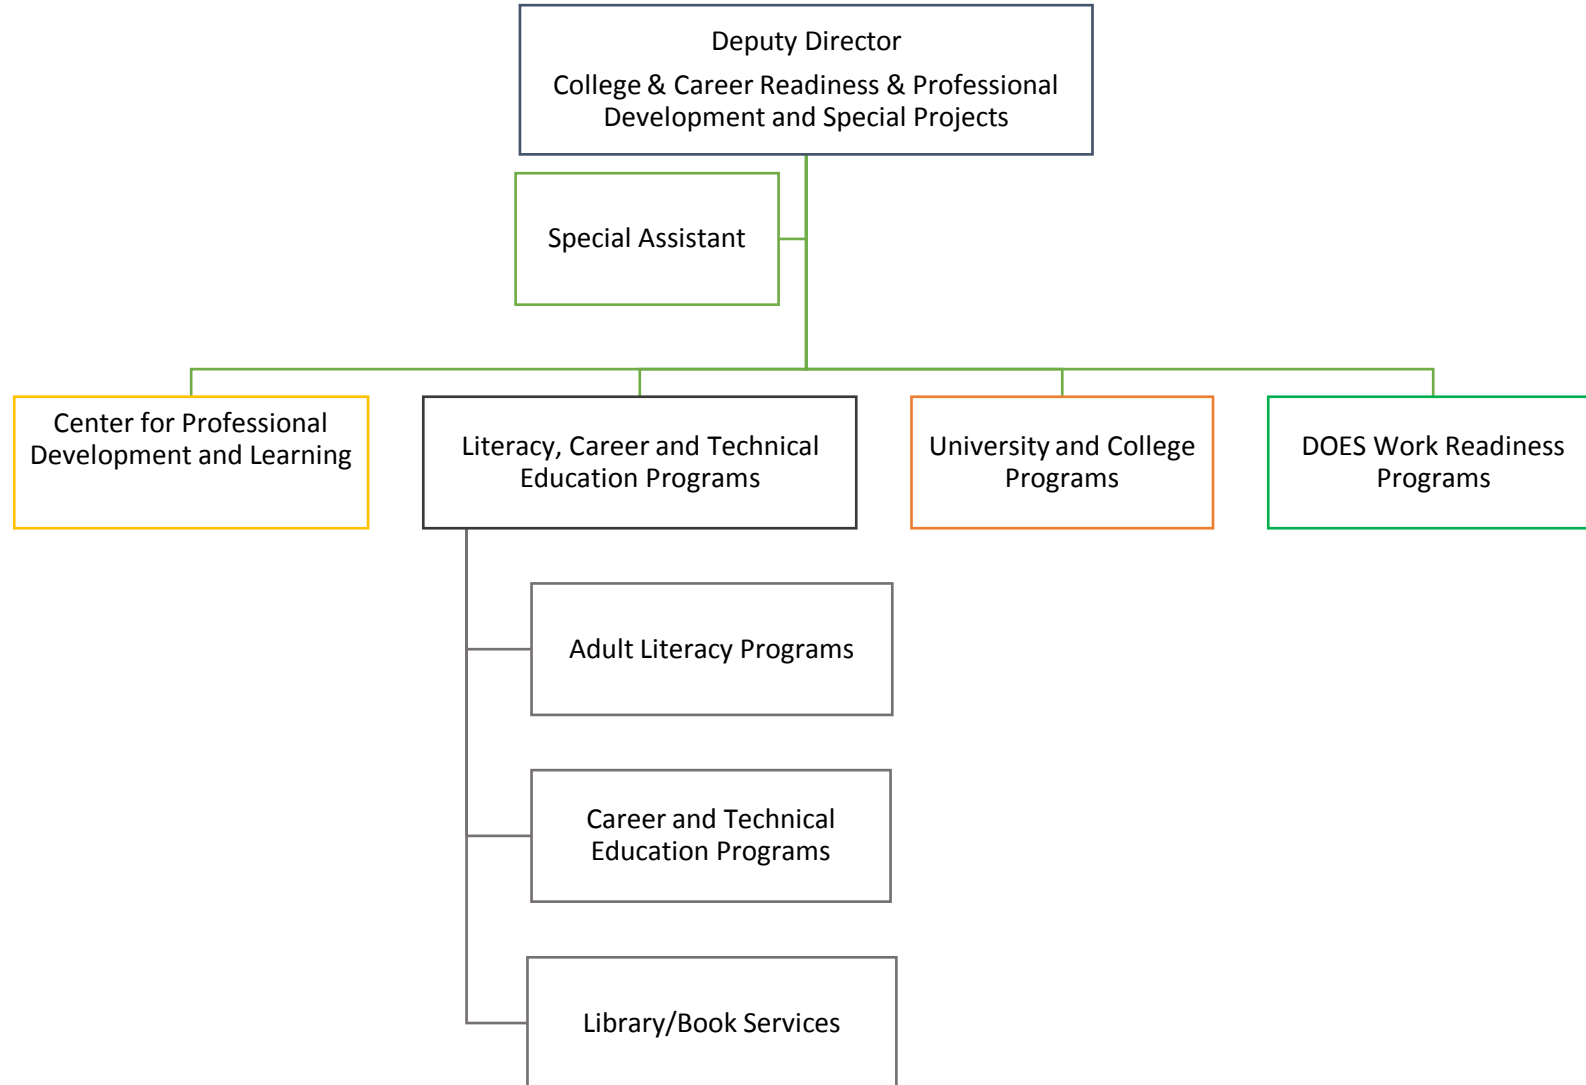 Deputy Director
College & Career Readiness & Professional
Development and Special Projects
Special Assistant
Center for Professional
Development and Learning
Literacy, Career and Technical
Education Programs
University and College
Programs
DOES Work Readiness
Programs
Adult Literacy Programs
Career and Technical
Education Programs
Library/Book Services